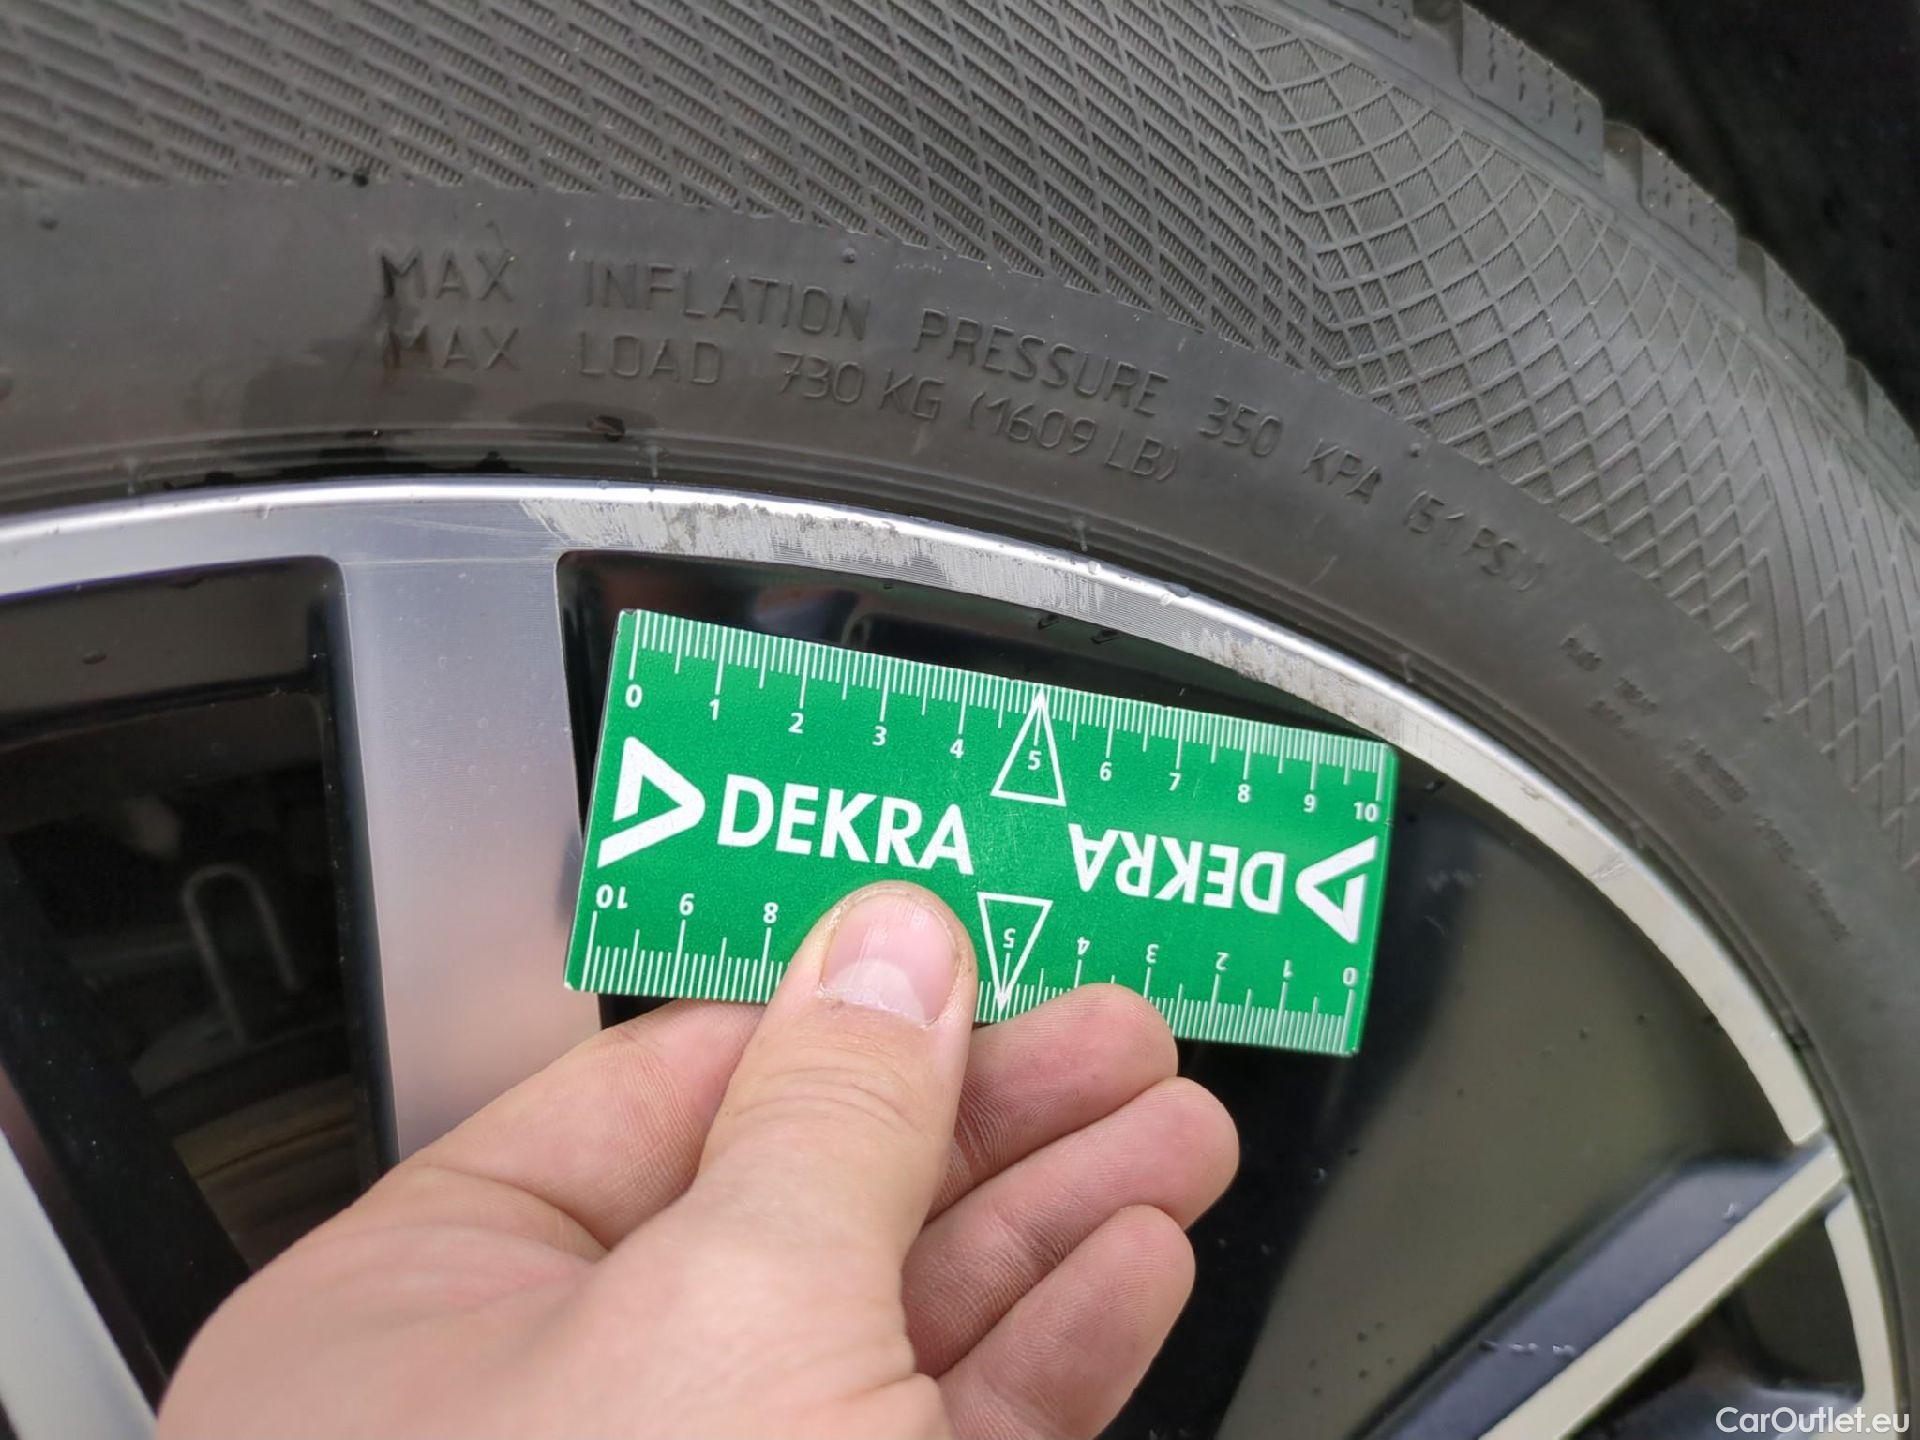 MAX INFLATION PRESSURE 350 KPA (51 PSI)
MAX LOAD 730 KG (1609 LB)
0 1 2 3 4 5 6 7 8 9 10
DEKRA
DEKRA
10 9 8 5 4 3 2 1 0
CarOutlet.eu